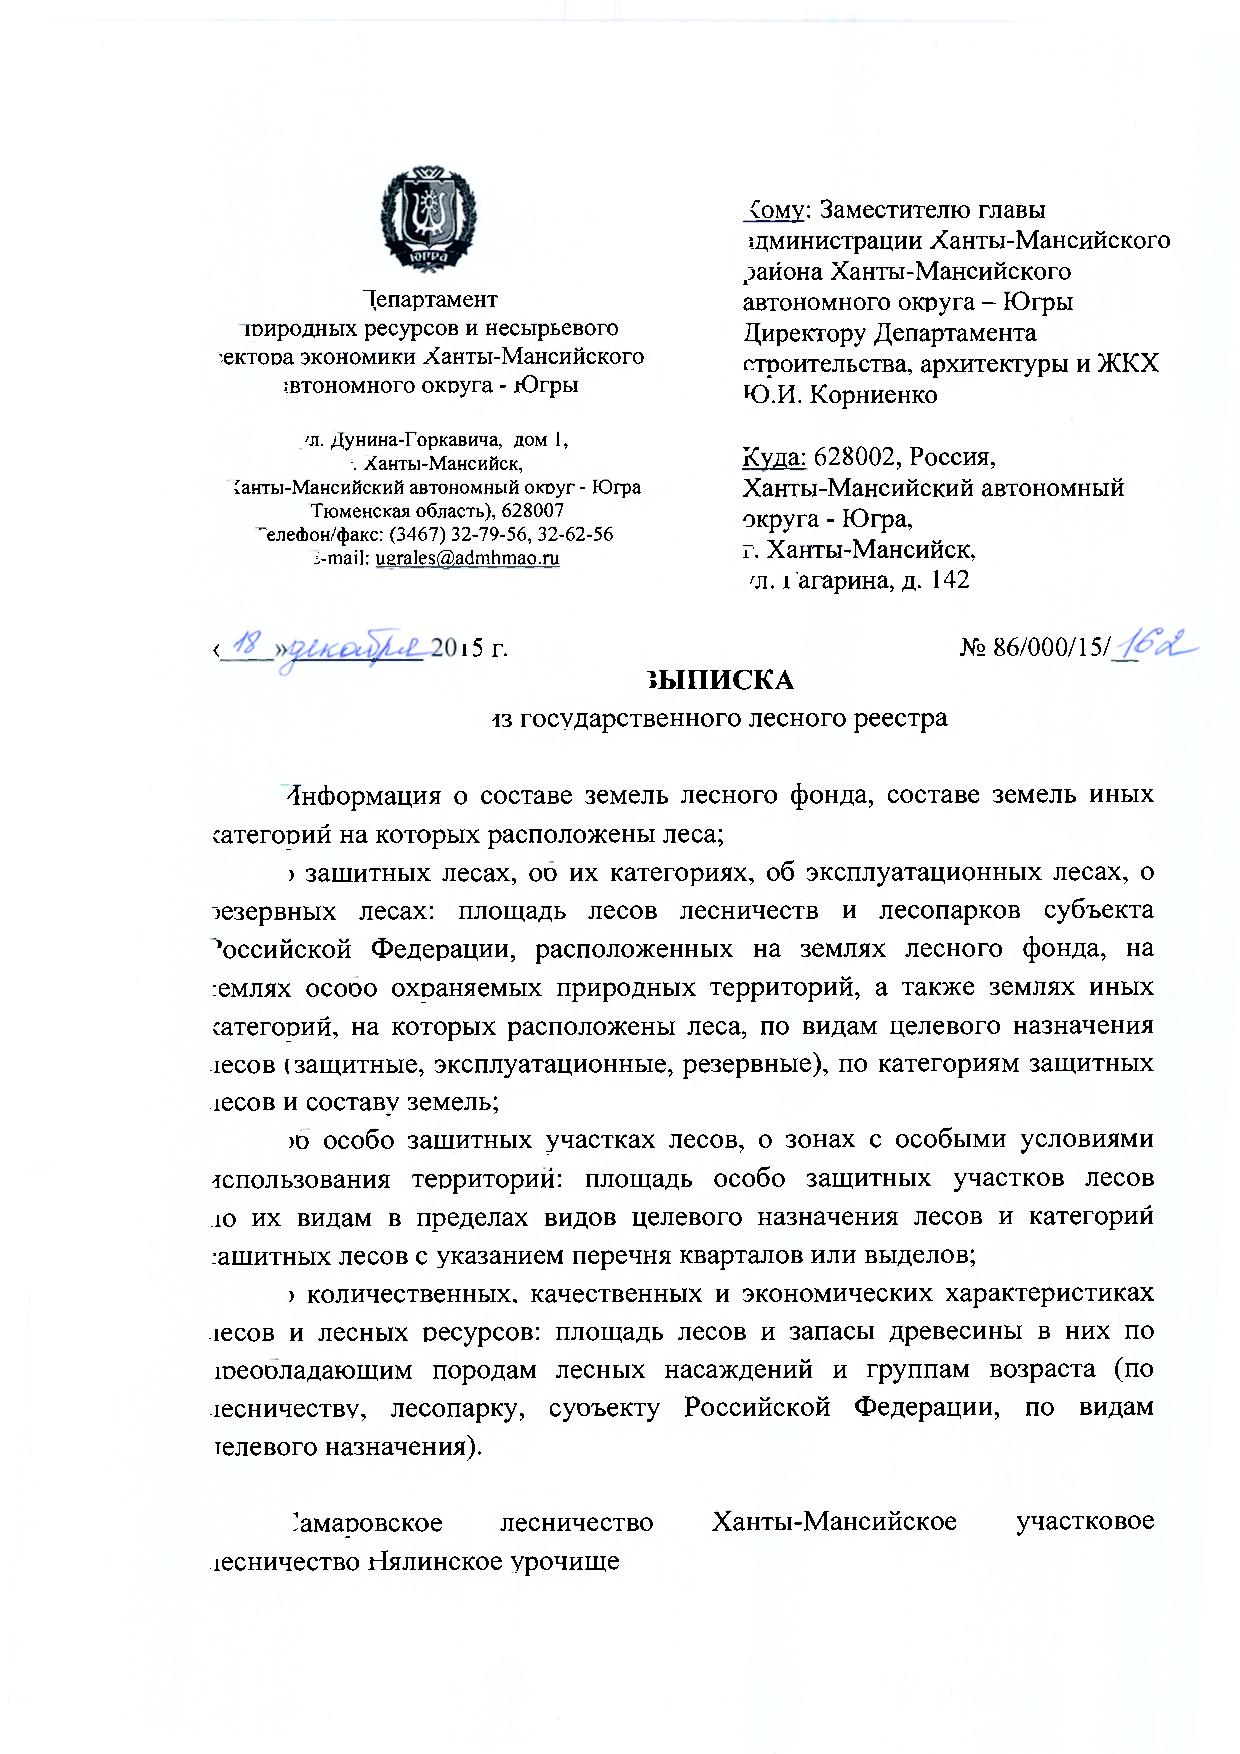 ЮГРА
Департамент
природных ресурсов и несырьевого
сектора экономики Ханты-Мансийского
автономного округа - Югры
ул. Дунина-Горкавича, дом 1,
г. Ханты-Мансийск,
Ханты-Мансийский автономный округ - Югра
(Тюменская область), 628007
Телефон/факс: (3467) 32-79-56, 32-62-56
E-mail: ugrales@admhmao.ru
Кому: Заместителю главы
администрации Ханты-Мансийского
района Ханты-Мансийского
автономного округа – Югры
Директору Департамента
строительства, архитектуры и ЖКХ
Ю.И. Корниенко
Куда: 628002, Россия,
Ханты-Мансийский автономный
округа - Югра,
г. Ханты-Мансийск,
ул. Гагарина, д. 142
«18» декабря 2015 г. № 86/000/15/162
ВЫПИСКА
из государственного лесного реестра
Информация о составе земель лесного фонда, составе земель иных
категорий на которых расположены леса;
о защитных лесах, об их категориях, об эксплуатационных лесах, о
резервных лесах: площадь лесов лесничеств и лесопарков субъекта
Российской Федерации, расположенных на землях лесного фонда, на
землях особо охраняемых природных территорий, а также землях иных
категорий, на которых расположены леса, по видам целевого назначения
лесов (защитные, эксплуатационные, резервные), по категориям защитных
лесов и составу земель;
об особо защитных участках лесов, о зонах с особыми условиями
использования территорий: площадь особо защитных участков лесов
по их видам в пределах видов целевого назначения лесов и категорий
защитных лесов с указанием перечня кварталов или выделов;
о количественных, качественных и экономических характеристиках
лесов и лесных ресурсов: площадь лесов и запасы древесины в них по
преобладающим породам лесных насаждений и группам возраста (по
лесничеству, лесопарку, субъекту Российской Федерации, по видам
целевого назначения).
Самаровское лесничество Ханты-Мансийское участковое
лесничество Нялинское урочище